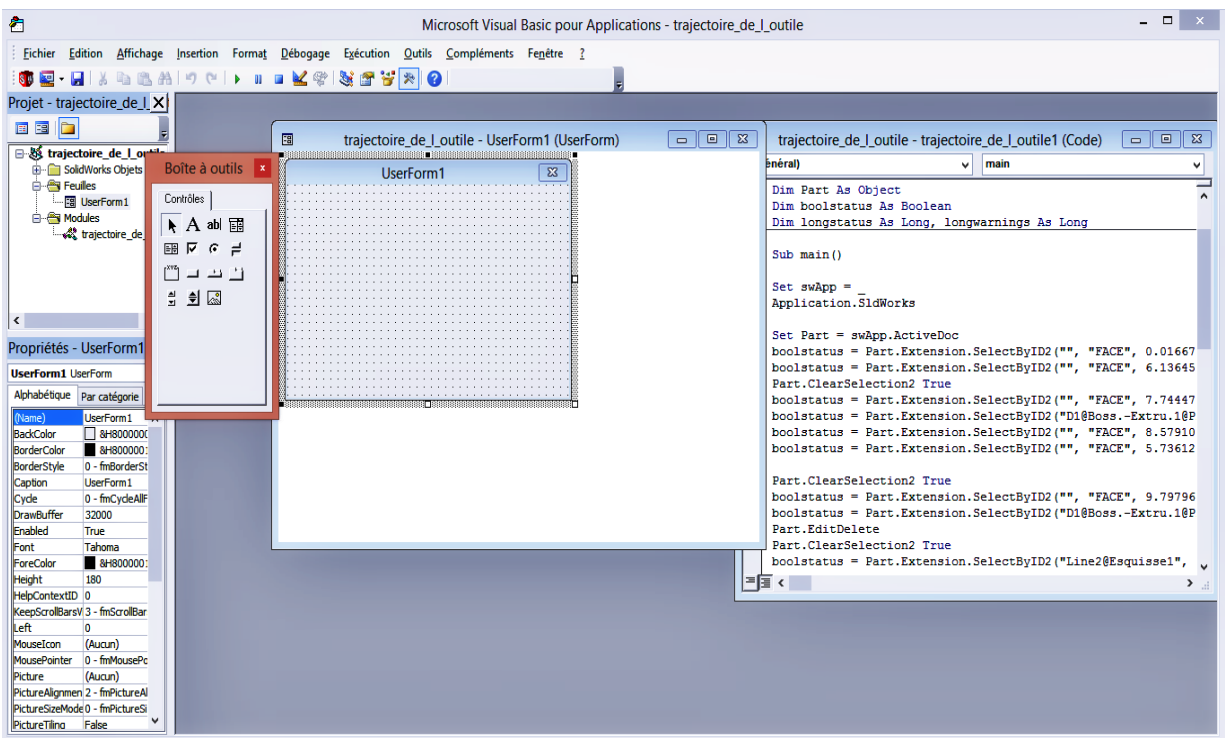 Microsoft Visual Basic pour Applications - trajectoire_de_l_outile
Fichier Edition Affichage Insertion Format Débogage Exécution Outils Compléments Fenêtre ?
Projet - trajectoire_de_l_
trajectoire_de_l_outile
SolidWorks Objets
Feuilles
UserForm1
Modules
trajectoire_de_
Boîte à outils
Contrôles
A ab|
XYZ
Propriétés - UserForm1
UserForm1 UserForm
Alphabétique Par catégorie
(Name) UserForm1
BackColor &H8000000
BorderColor &H8000001
BorderStyle 0 - fmBorderSt
Caption UserForm1
Cycle 0 - fmCycleAllF
DrawBuffer 32000
Enabled True
Font Tahoma
ForeColor &H8000001
Height 180
HelpContextID 0
KeepScrollBarsV 3 - fmScrollBar
Left 0
MouseIcon (Aucun)
MousePointer 0 - fmMousePo
Picture (Aucun)
PictureAlignmen 2 - fmPictureAl
PictureSizeMode 0 - fmPictureSi
PictureTiling False
trajectoire_de_l_outile - UserForm1 (UserForm)
UserForm1
trajectoire_de_l_outile - trajectoire_de_l_outile1 (Code)
énéral) main
Dim Part As Object
Dim boolstatus As Boolean
Dim longstatus As Long, longwarnings As Long
Sub main()
Set swApp = _
Application.SldWorks
Set Part = swApp.ActiveDoc
boolstatus = Part.Extension.SelectByID2("", "FACE", 0.01667
boolstatus = Part.Extension.SelectByID2("", "FACE", 6.13645
Part.ClearSelection2 True
boolstatus = Part.Extension.SelectByID2("", "FACE", 7.74447
boolstatus = Part.Extension.SelectByID2("D1@Boss.-Extru.1@P
boolstatus = Part.Extension.SelectByID2("", "FACE", 8.57910
boolstatus = Part.Extension.SelectByID2("", "FACE", 5.73612
Part.ClearSelection2 True
boolstatus = Part.Extension.SelectByID2("", "FACE", 9.79796
boolstatus = Part.Extension.SelectByID2("D1@Boss.-Extru.1@P
Part.EditDelete
Part.ClearSelection2 True
boolstatus = Part.Extension.SelectByID2("Line2@Esquisse1",